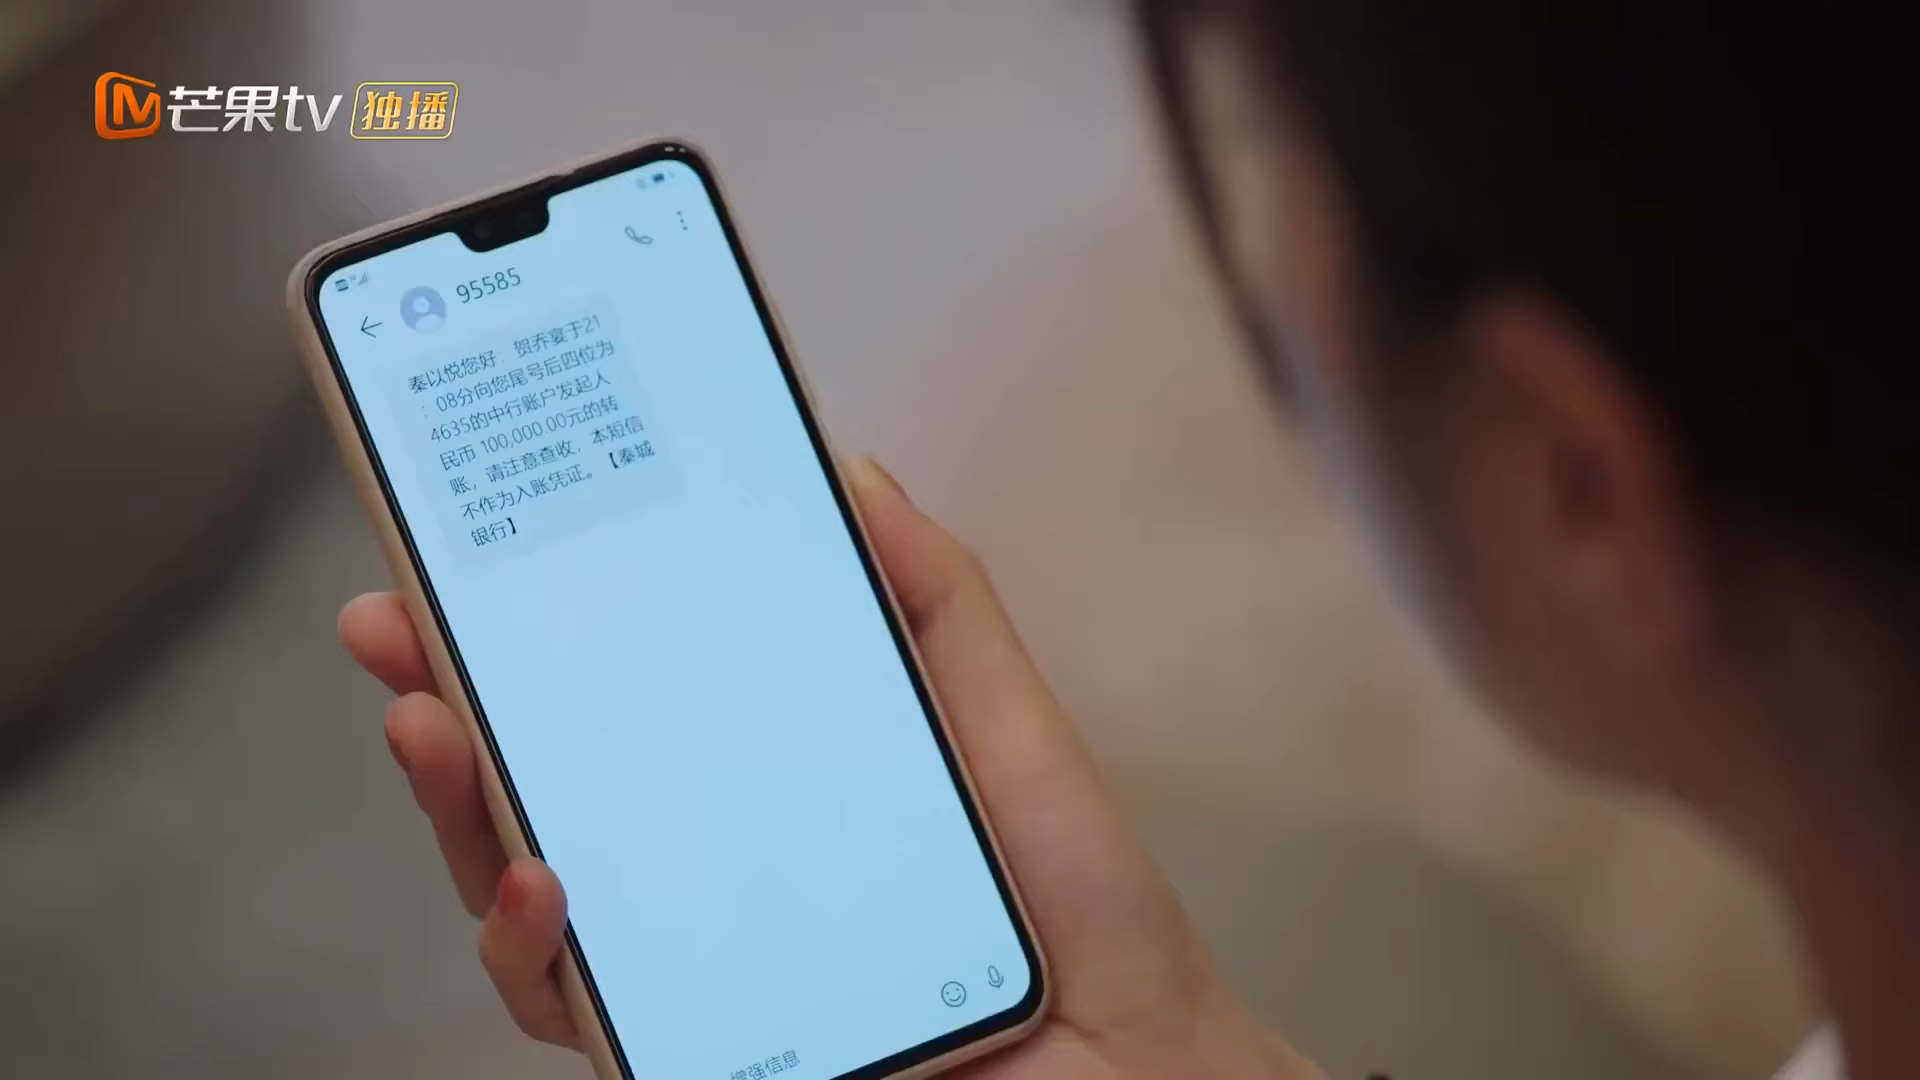 芒果tv 独播
95585
秦以悦您好：贺乔宴于21
：08分向您尾号后四位为
4635的中行账户发起人
民币 100,000.00元的转
账，请注意查收，本短信
不作为入账凭证。【秦城
银行】
增强信息